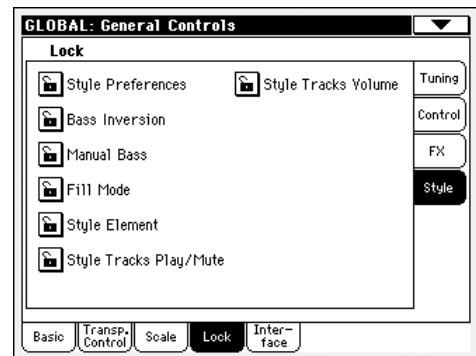 GLOBAL: General Controls
Lock
Style Preferences
Style Tracks Volume
Bass Inversion
Manual Bass
Fill Mode
Style Element
Style Tracks Play/Mute
Tuning
Control
FX
Style
Basic
Transp.
Control
Scale
Lock
Inter-
face